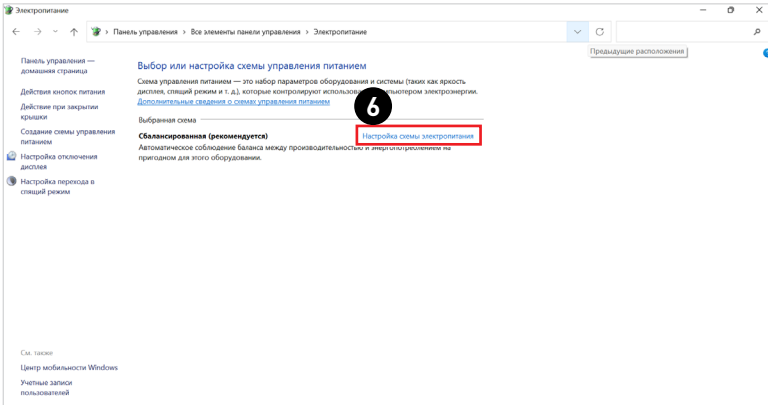 Электропитание
Панель управления › Все элементы панели управления › Электропитание
Предыдущие расположения
Панель управления —
домашняя страница
Действия кнопок питания
Действие при закрытии
крышки
Создание схемы управления
питанием
Настройка отключения
дисплея
Настройка перехода в
спящий режим
Выбор или настройка схемы управления питанием
Схема управления питанием — это набор параметров оборудования и системы (таких как яркость
дисплея, спящий режим и т. д.), которые контролируют электроэнергии.
Дополнительные сведения о схемах управления питанием
6
Выбранная схема
Сбалансированная (рекомендуется)
Настройка схемы электропитания
Автоматическое соблюдение баланса между производительностью и энергопотреблением на
пригодном для этого оборудовании.
См. также
Центр мобильности Windows
Учетные записи
пользователей